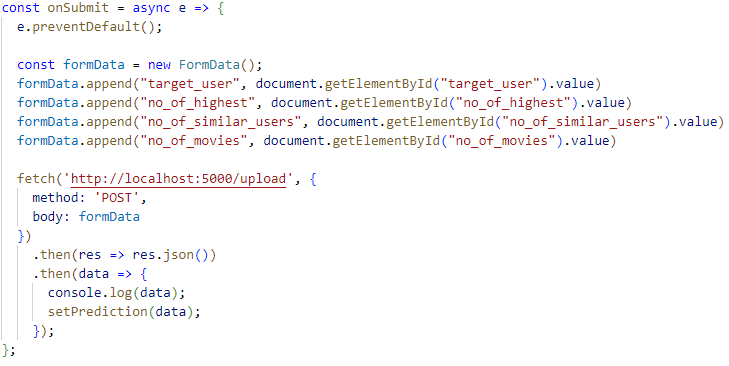 const onSubmit = async e => {
  e.preventDefault();

  const formData = new FormData();
  formData.append("target_user", document.getElementById("target_user").value)
  formData.append("no_of_highest", document.getElementById("no_of_highest").value)
  formData.append("no_of_similar_users", document.getElementById("no_of_similar_users").value)
  formData.append("no_of_movies", document.getElementById("no_of_movies").value)

  fetch('http://localhost:5000/upload', {
    method: 'POST',
    body: formData
  })
    .then(res => res.json())
    .then(data => {
      console.log(data);
      setPrediction(data);
    });
};